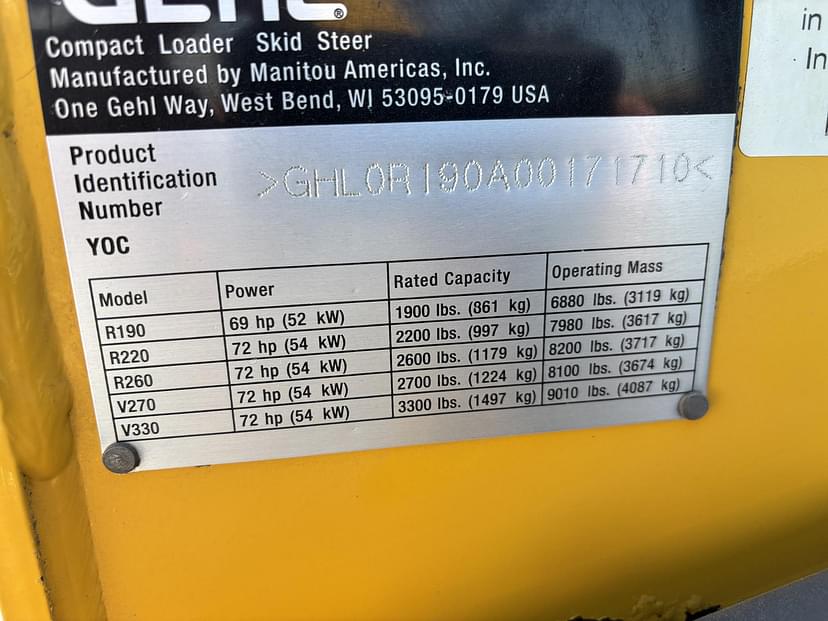 GEHL®
Compact Loader Skid Steer
Manufactured by Manitou Americas, Inc.
One Gehl Way, West Bend, WI 53095-0179 USA
in
In
Product
Identification
Number
>GHL0R190A00171710<
YOC
Model Power Rated Capacity Operating Mass
R190 69 hp (52 kW) 1900 lbs. (861 kg) 6880 lbs. (3119 kg)
R220 72 hp (54 kW) 2200 lbs. (997 kg) 7980 lbs. (3617 kg)
R260 72 hp (54 kW) 2600 lbs. (1179 kg) 8200 lbs. (3717 kg)
V270 72 hp (54 kW) 2700 lbs. (1224 kg) 8100 lbs. (3674 kg)
V330 72 hp (54 kW) 3300 lbs. (1497 kg) 9010 lbs. (4087 kg)